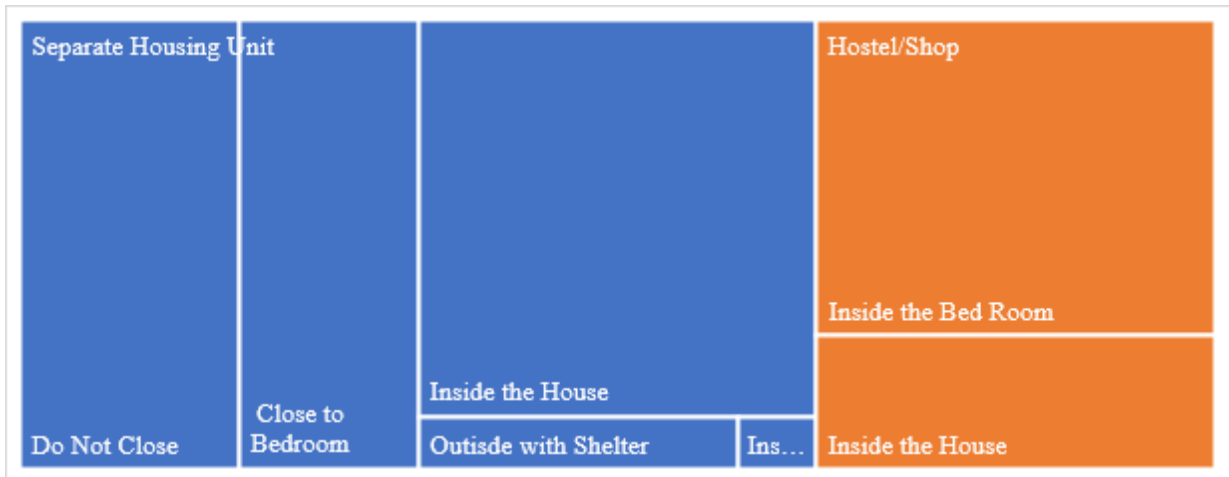 Separate Housing Unit
Hostel/Shop
Inside the Bed Room
Inside the House
Close to
Bedroom
Do Not Close
Outisde with Shelter
Ins...
Inside the House